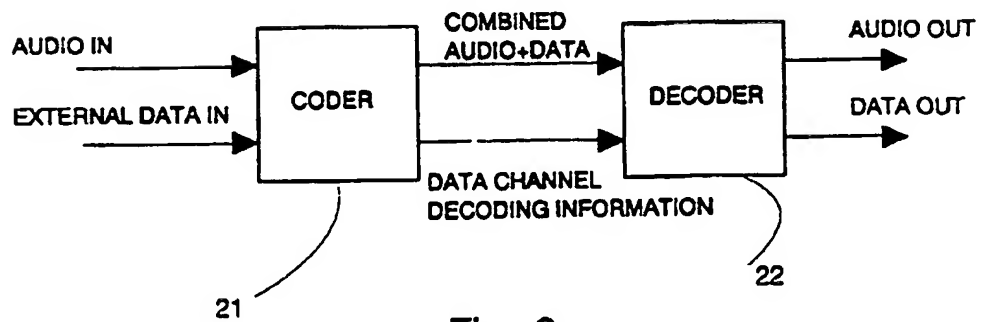 AUDIO IN
EXTERNAL DATA IN
CODER
COMBINED
AUDIO+DATA
DATA CHANNEL
DECODING INFORMATION
DECODER
AUDIO OUT
DATA OUT
21
22